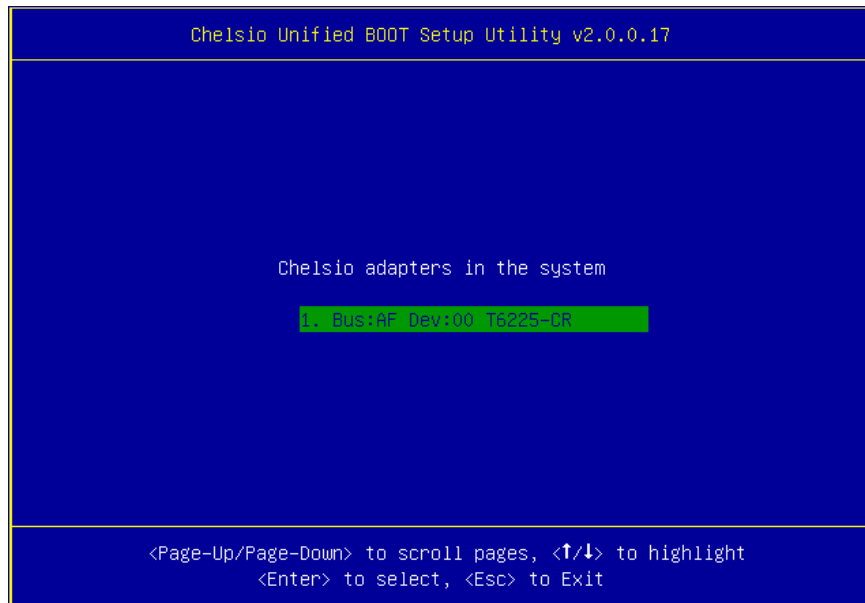 Chelsio Unified BOOT Setup Utility v2.0.0.17
Chelsio adapters in the system
1. Bus:AF Dev:00 T6225-CR
<Page-Up/Page-Down> to scroll pages, <↑/↓> to highlight
<Enter> to select, <Esc> to Exit